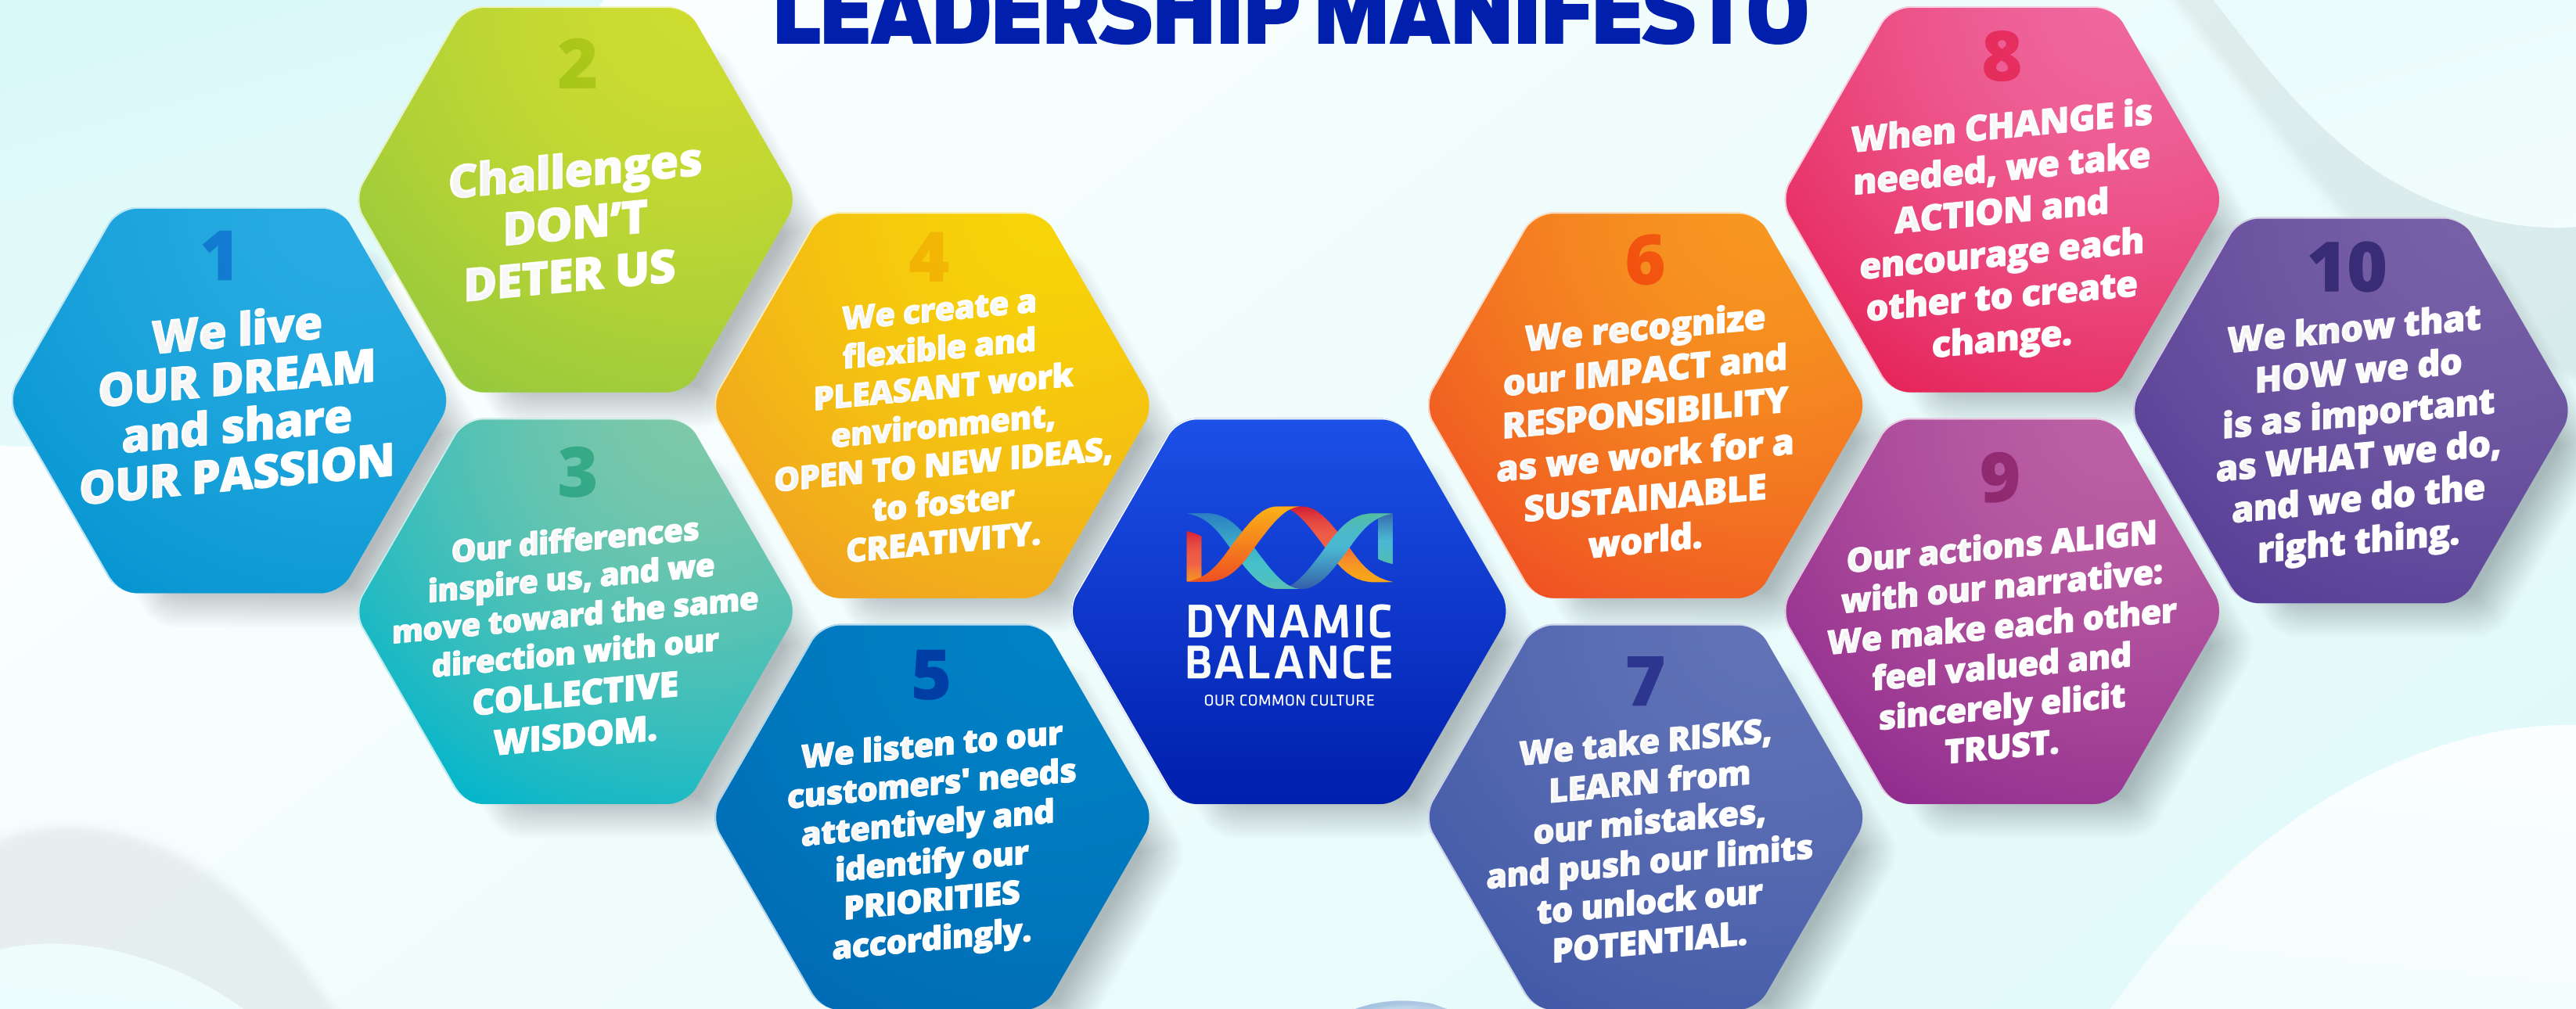 LEADERSHIP MANIFESTO
1
We live
OUR DREAM
and share
OUR PASSION
2
Challenges
DON'T
DETER US
3
Our differences
inspire us, and we
move toward the same
direction with our
COLLECTIVE
WISDOM.
4
We create a
flexible and
PLEASANT work
environment,
OPEN TO NEW IDEAS,
to foster
CREATIVITY.
5
We listen to our
customers' needs
attentively and
identify our
PRIORITIES
accordingly.
DYNAMIC
BALANCE
OUR COMMON CULTURE
6
We recognize
our IMPACT and
RESPONSIBILITY
as we work for a
SUSTAINABLE
world.
7
We take RISKS,
LEARN from
our mistakes,
and push our limits
to unlock our
POTENTIAL.
8
When CHANGE is
needed, we take
ACTION and
encourage each
other to create
change.
9
Our actions ALIGN
with our narrative:
We make each other
feel valued and
sincerely elicit
TRUST.
10
We know that
HOW we do
is as important
as WHAT we do,
and we do the
right thing.